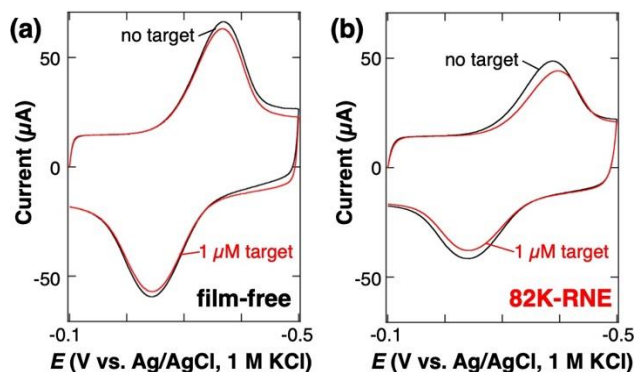 (a)
no target
50
0
-50
Current (µA)
1 µM target
film-free
-0.1
-0.5
E (V vs. Ag/AgCl, 1 M KCl)
(b)
no target
50
0
-50
Current (µA)
1 µM target
82K-RNE
-0.1
-0.5
E (V vs. Ag/AgCl, 1 M KCl)